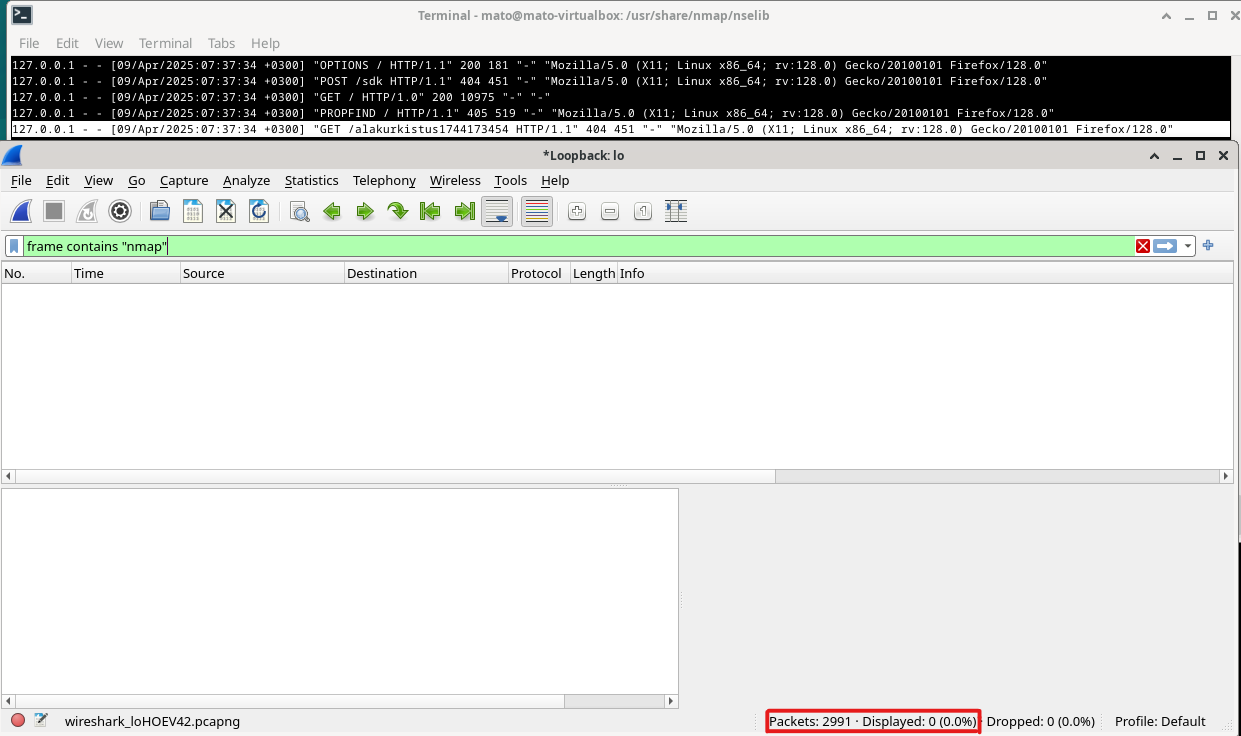 Terminal - mato@mato-virtualbox: /usr/share/nmap/nselib
File Edit View Terminal Tabs Help
127.0.0.1 - - [09/Apr/2025:07:37:34 +0300] "OPTIONS / HTTP/1.1" 200 181 "-" "Mozilla/5.0 (X11; Linux x86_64; rv:128.0) Gecko/20100101 Firefox/128.0"
127.0.0.1 - - [09/Apr/2025:07:37:34 +0300] "POST /sdk HTTP/1.1" 404 451 "-" "Mozilla/5.0 (X11; Linux x86_64; rv:128.0) Gecko/20100101 Firefox/128.0"
127.0.0.1 - - [09/Apr/2025:07:37:34 +0300] "GET / HTTP/1.0" 200 10975 "-" "-"
127.0.0.1 - - [09/Apr/2025:07:37:34 +0300] "PROPFIND / HTTP/1.1" 405 519 "-" "Mozilla/5.0 (X11; Linux x86_64; rv:128.0) Gecko/20100101 Firefox/128.0"
127.0.0.1 - - [09/Apr/2025:07:37:34 +0300] "GET /alakurkistus1744173454 HTTP/1.1" 404 451 "-" "Mozilla/5.0 (X11; Linux x86_64; rv:128.0) Gecko/20100101 Firefox/128.0"
*Loopback: lo
File Edit View Go Capture Analyze Statistics Telephony Wireless Tools Help
frame contains "nmap"
No. Time Source Destination Protocol Length Info
wireshark_loHOEV42.pcapng Packets: 2991 · Displayed: 0 (0.0%) · Dropped: 0 (0.0%) Profile: Default